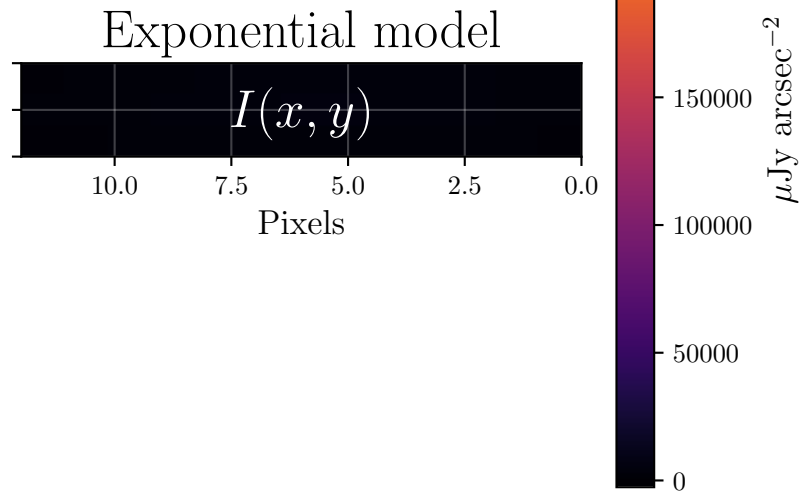 Exponential model
I(x, y)
10.0 7.5 5.0 2.5 0.0
Pixels
150000
100000
50000
0
μJy arcsec⁻²